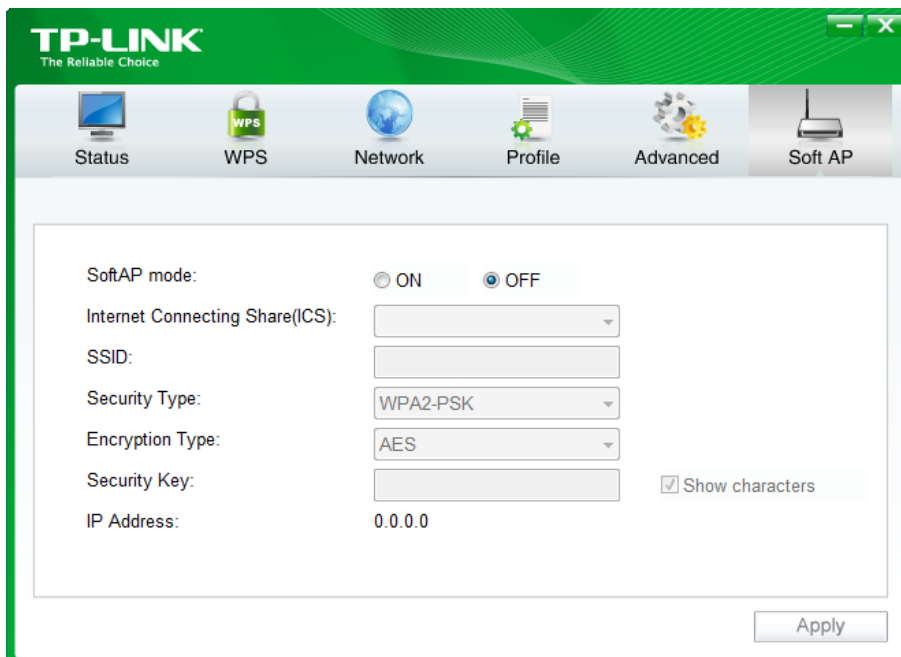 TP-LINK
The Reliable Choice
WPS
Status WPS Network Profile Advanced Soft AP
SoftAP mode: ON OFF
Internet Connecting Share(ICS):
SSID:
Security Type: WPA2-PSK
Encryption Type: AES
Security Key: Show characters
IP Address: 0.0.0.0
Apply